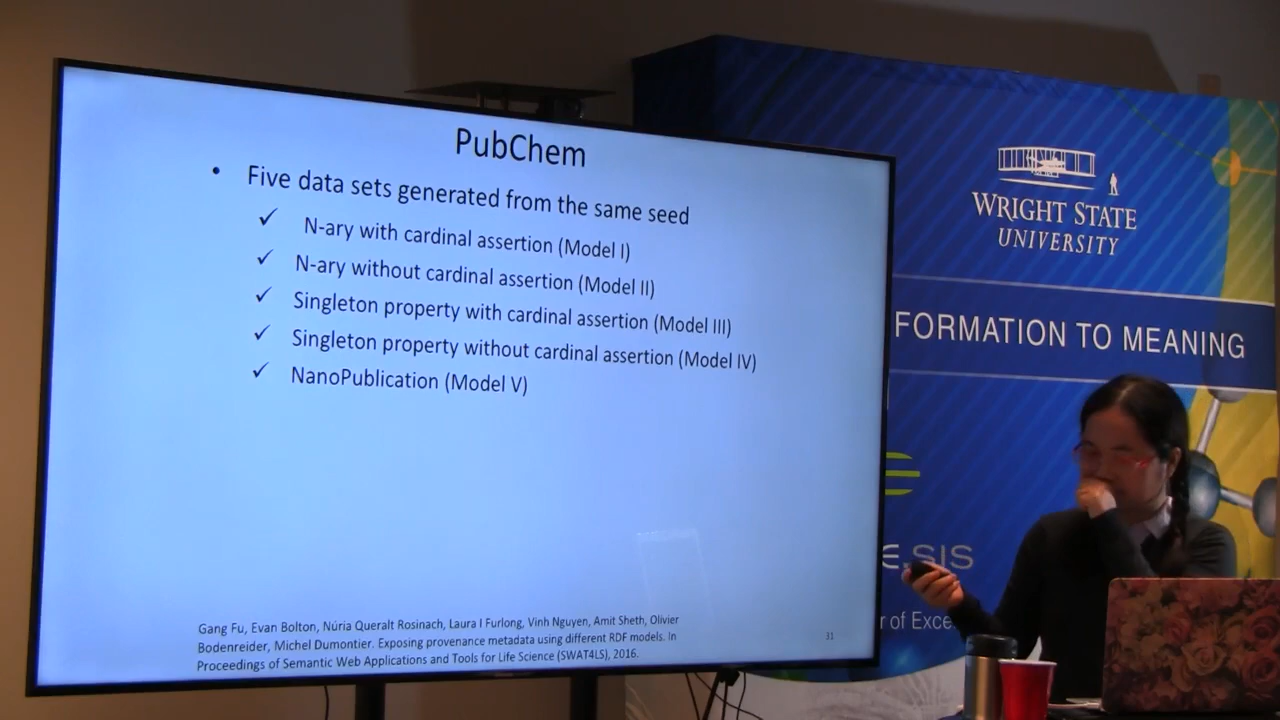 PubChem
• Five data sets generated from the same seed
✓ N-ary with cardinal assertion (Model I)
✓ N-ary without cardinal assertion (Model II)
✓ Singleton property with cardinal assertion (Model III)
✓ Singleton property without cardinal assertion (Model IV)
✓ NanoPublication (Model V)
Gang Fu, Evan Bolton, Núria Queralt Rosinach, Laura I Furlong, Vinh Nguyen, Amit Sheth, Olivier
Bodenreider, Michel Dumontier. Exposing provenance metadata using different RDF models. In
Proceedings of Semantic Web Applications and Tools for Life Science (SWAT4LS), 2016.
31
WRIGHT STATE
UNIVERSITY
FORMATION TO MEANING
E.SIS
of Exce